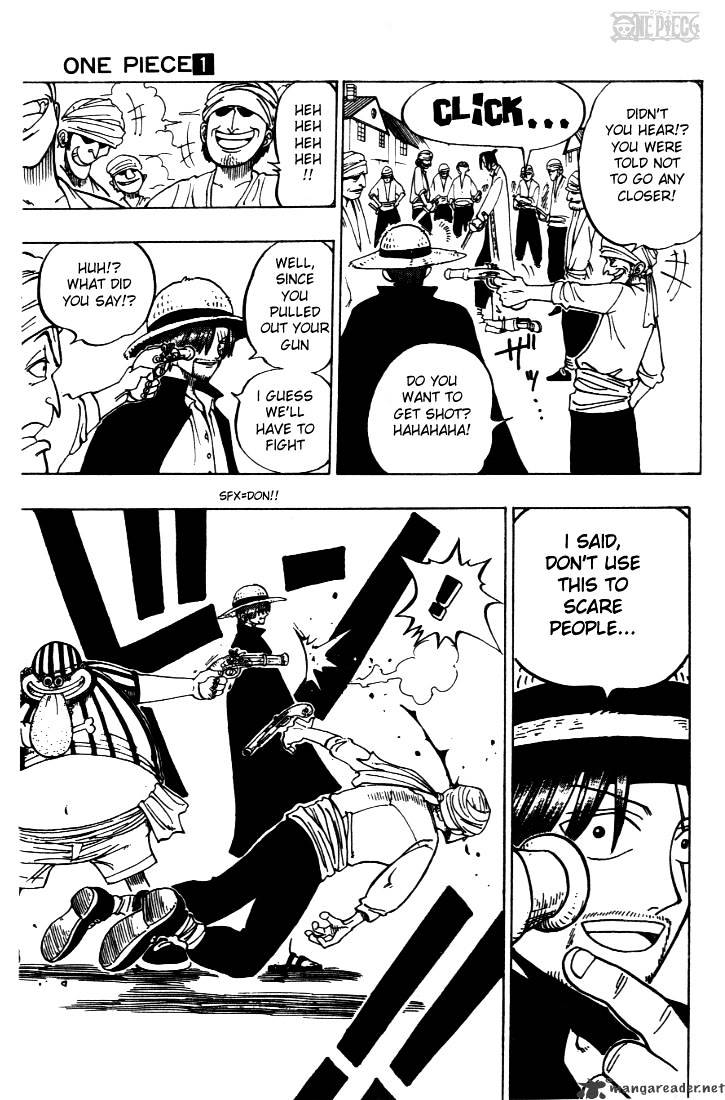 ONE PIECE
ONE PIECE 1
DIDN'T
YOU HEAR!?
YOU WERE
TOLD NOT
TO GO ANY
CLOSER!
CLICK...
DO YOU
WANT TO
GET SHOT?
HAHAHAHA!
ザッ...
HEH
HEH
HEH
HEH
!!
WELL,
SINCE
YOU
PULLED
OUT YOUR
GUN
I GUESS
WE'LL
HAVE TO
FIGHT
HUH!?
WHAT DID
YOU SAY!?
SFX=DON!!
I SAID,
DON'T USE
THIS TO
SCARE
PEOPLE...
!
mangareader.net